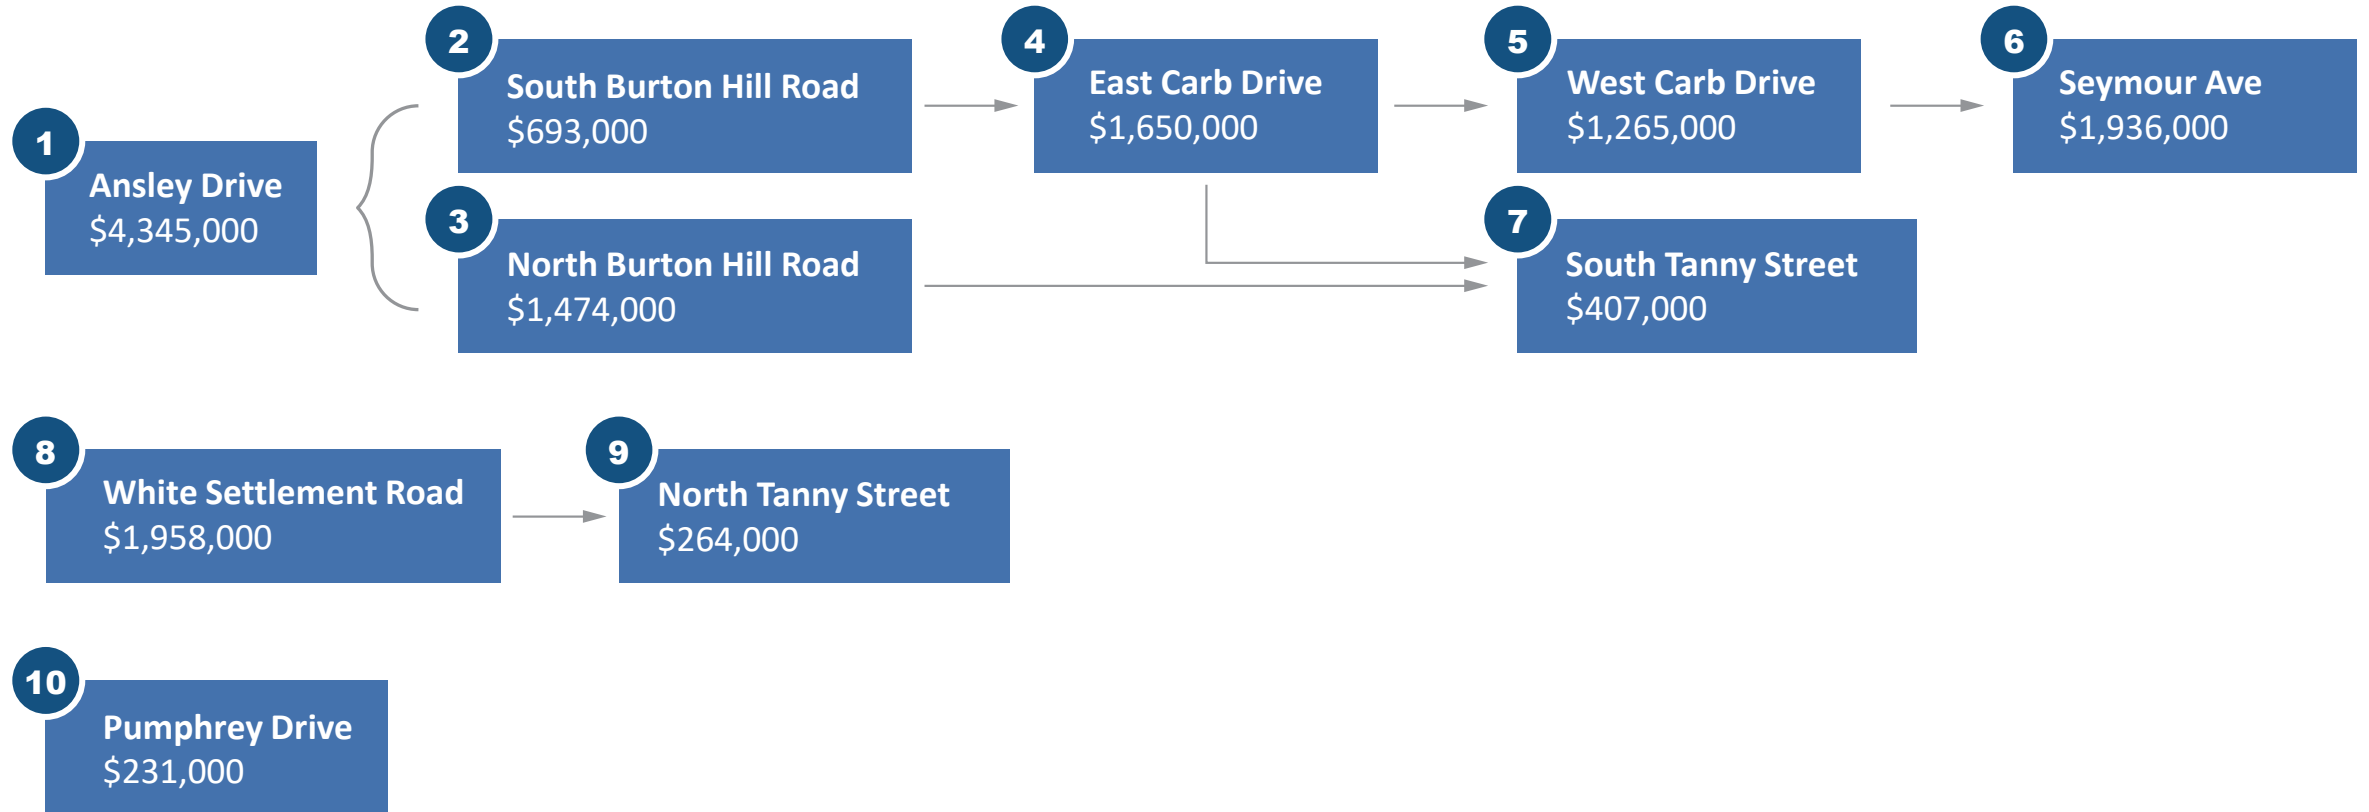 1
Ansley Drive
$4,345,000
2
South Burton Hill Road
$693,000
3
North Burton Hill Road
$1,474,000
4
East Carb Drive
$1,650,000
5
West Carb Drive
$1,265,000
6
Seymour Ave
$1,936,000
7
South Tanny Street
$407,000
8
White Settlement Road
$1,958,000
9
North Tanny Street
$264,000
10
Pumphrey Drive
$231,000